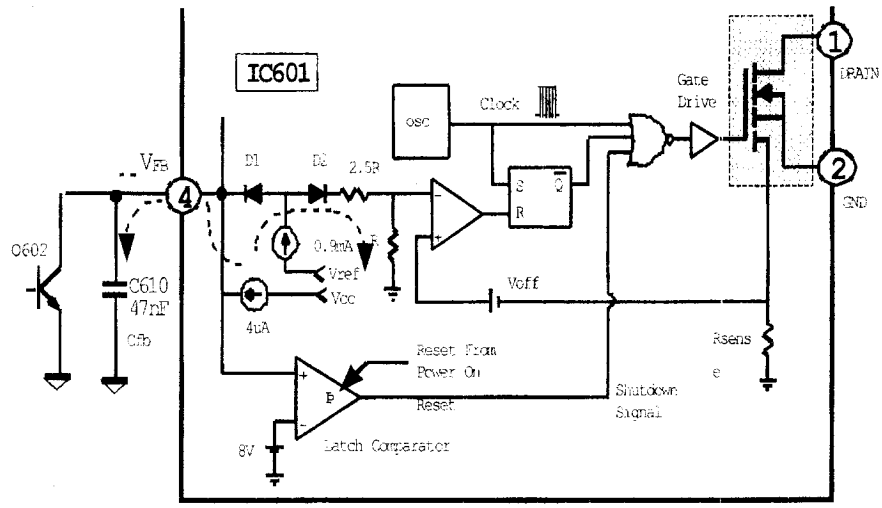 IC601
1
DRAIN
Gate
Drive
Clock
OSC
VFB
D1
D2
2.5R
4
S
Q
R
2
GND
Q602
0.9mA
R
C610
47nF
Cfb
Vref
Vcc
Voff
4uA
-
+
Reset From
Power On
Rsens
e
+
-
Reset
Shutdown
Signal
8V
Latch Comparator